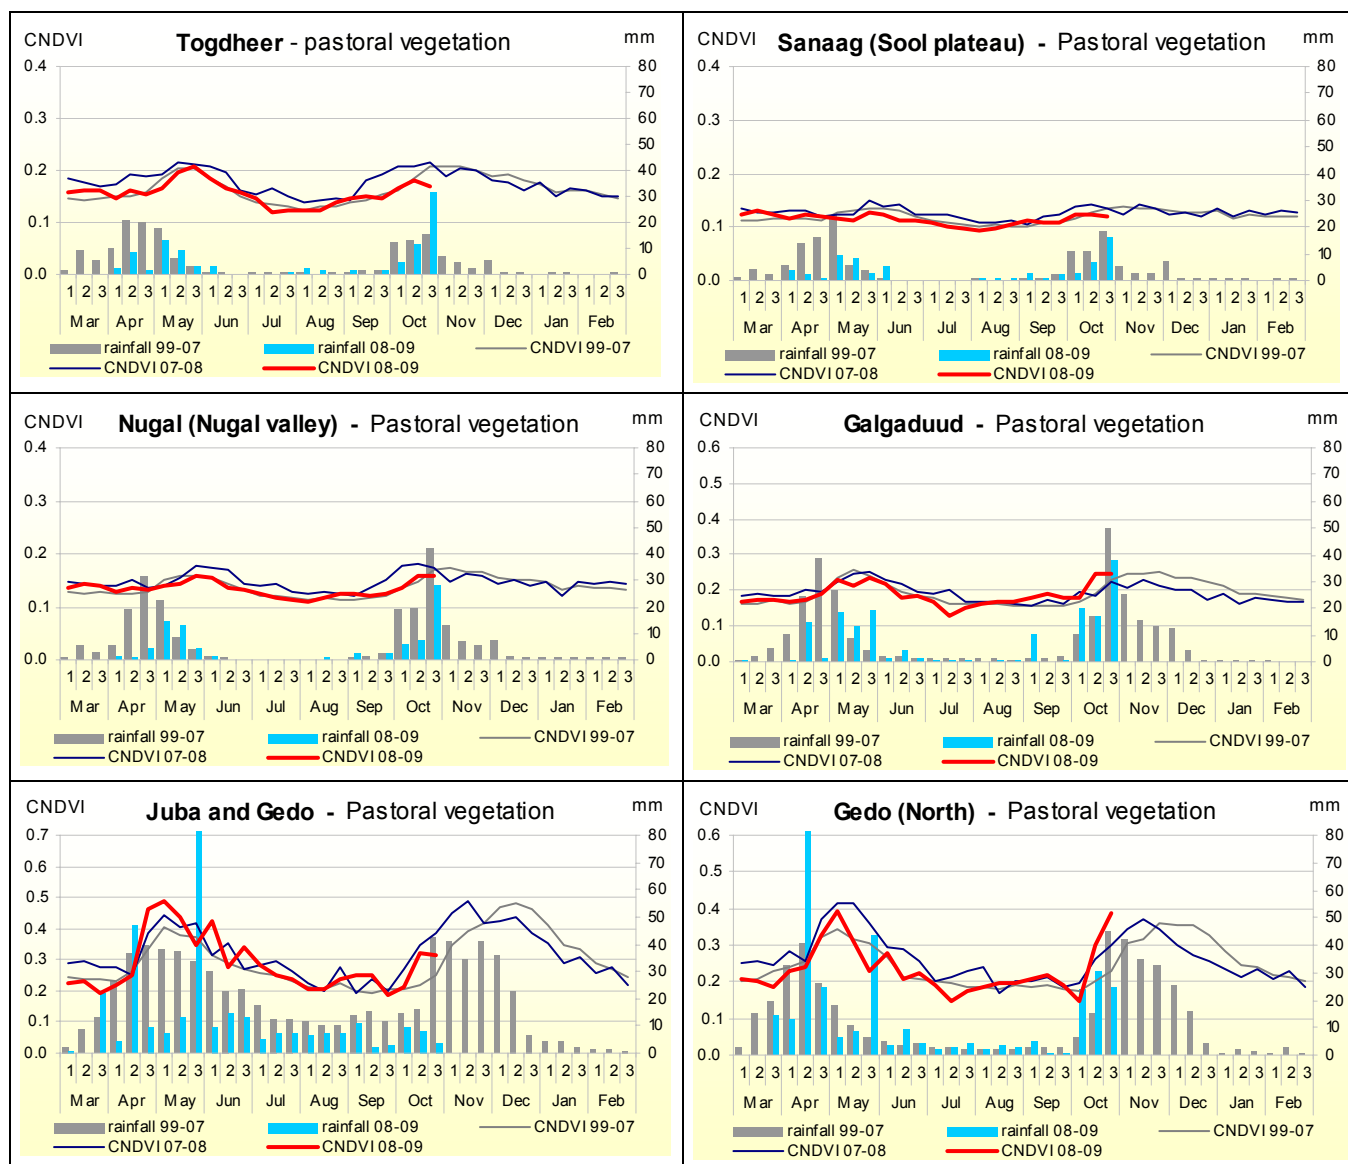 CNDVI Togdheer - pastoral vegetation mm
0.4 80
70
0.3 60
50
0.2 40
30
0.1 20
10
0.0 0
1 2 3 1 2 3 1 2 3 1 2 3 1 2 3 1 2 3 1 2 3 1 2 3 1 2 3 1 2 3 1 2 3 1 2 3
Mar Apr May Jun Jul Aug Sep Oct Nov Dec Jan Feb
rainfall 99-07 rainfall 08-09 CNDVI 99-07
CNDVI 07-08 CNDVI 08-09
CNDVI Sanaag (Sool plateau) - Pastoral vegetation mm
0.4 80
70
0.3 60
50
0.2 40
30
0.1 20
10
0.0 0
1 2 3 1 2 3 1 2 3 1 2 3 1 2 3 1 2 3 1 2 3 1 2 3 1 2 3 1 2 3 1 2 3 1 2 3
Mar Apr May Jun Jul Aug Sep Oct Nov Dec Jan Feb
rainfall 99-07 rainfall 08-09 CNDVI 99-07
CNDVI 07-08 CNDVI 08-09
CNDVI Nugal (Nugal valley) - Pastoral vegetation mm
0.4 80
70
0.3 60
50
0.2 40
30
0.1 20
10
0.0 0
1 2 3 1 2 3 1 2 3 1 2 3 1 2 3 1 2 3 1 2 3 1 2 3 1 2 3 1 2 3 1 2 3 1 2 3
Mar Apr May Jun Jul Aug Sep Oct Nov Dec Jan Feb
rainfall 99-07 rainfall 08-09 CNDVI 99-07
CNDVI 07-08 CNDVI 08-09
CNDVI Galgaduud - Pastoral vegetation mm
0.6 80
0.5 70
60
0.4 50
0.3 40
0.2 30
20
0.1 10
0.0 0
1 2 3 1 2 3 1 2 3 1 2 3 1 2 3 1 2 3 1 2 3 1 2 3 1 2 3 1 2 3 1 2 3 1 2 3
Mar Apr May Jun Jul Aug Sep Oct Nov Dec Jan Feb
rainfall 99-07 rainfall 08-09 CNDVI 99-07
CNDVI 07-08 CNDVI 08-09
CNDVI Juba and Gedo - Pastoral vegetation mm
0.7 80
0.6 70
60
0.5 50
0.4 40
0.3 30
0.2 20
0.1 10
0.0 0
1 2 3 1 2 3 1 2 3 1 2 3 1 2 3 1 2 3 1 2 3 1 2 3 1 2 3 1 2 3 1 2 3 1 2 3
Mar Apr May Jun Jul Aug Sep Oct Nov Dec Jan Feb
rainfall 99-07 rainfall 08-09 CNDVI 99-07
CNDVI 07-08 CNDVI 08-09
CNDVI Gedo (North) - Pastoral vegetation mm
0.6 80
0.5 70
60
0.4 50
0.3 40
0.2 30
20
0.1 10
0.0 0
1 2 3 1 2 3 1 2 3 1 2 3 1 2 3 1 2 3 1 2 3 1 2 3 1 2 3 1 2 3 1 2 3 1 2 3
Mar Apr May Jun Jul Aug Sep Oct Nov Dec Jan Feb
rainfall 99-07 rainfall 08-09 CNDVI 99-07
CNDVI 07-08 CNDVI 08-09